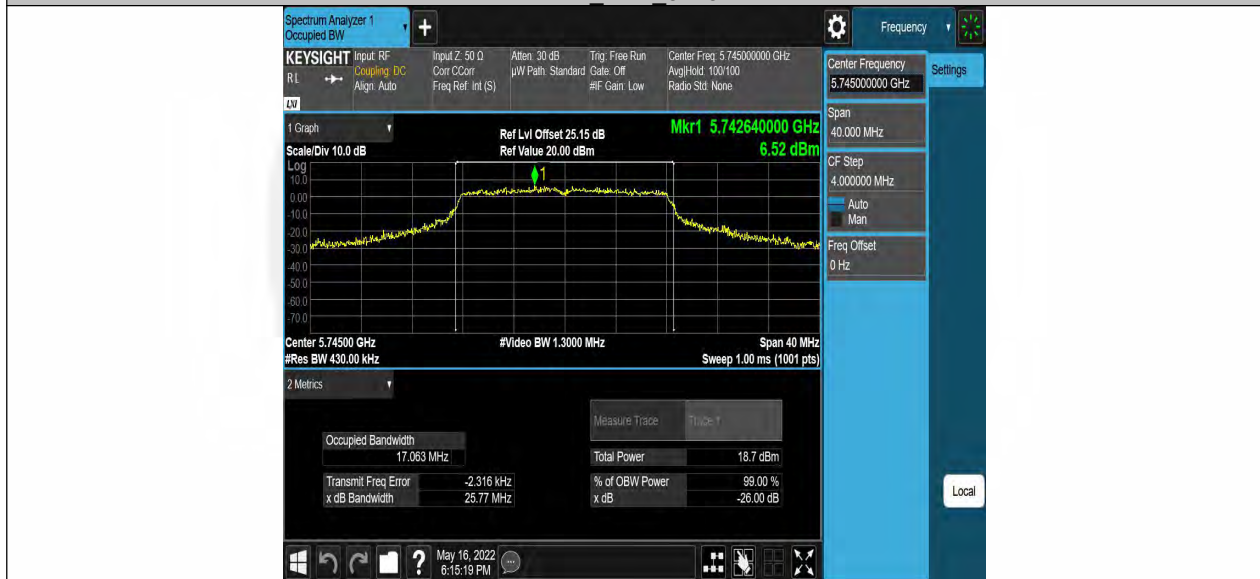 Spectrum Analyzer 1
Occupied BW
+
Frequency
KEYSIGHT
RL
LXI
Input: RF
Coupling: DC
Align: Auto
Input Z: 50 Ω
Corr CCorr
Freq Ref: Int (S)
Atten: 30 dB
µW Path: Standard
Trig: Free Run
Gate: Off
#IF Gain: Low
Center Freq: 5.745000000 GHz
Avg|Hold: 100/100
Radio Std: None
Center Frequency
5.745000000 GHz
Settings
Span
40.000 MHz
CF Step
4.000000 MHz
Auto
Man
Freq Offset
0 Hz
1 Graph
Scale/Div 10.0 dB
Ref Lvl Offset 25.15 dB
Ref Value 20.00 dBm
Mkr1 5.742640000 GHz
6.52 dBm
Log
10.0
0.00
-10.0
-20.0
-30.0
-40.0
-50.0
-60.0
-70.0
1
Center 5.74500 GHz
#Video BW 1.3000 MHz
Span 40 MHz
#Res BW 430.00 kHz
Sweep 1.00 ms (1001 pts)
2 Metrics
Measure Trace
Trace 1
Occupied Bandwidth
17.063 MHz
Total Power
18.7 dBm
Transmit Freq Error
-2.316 kHz
% of OBW Power
99.00 %
x dB Bandwidth
25.77 MHz
x dB
-26.00 dB
Local
?
May 16, 2022
6:15:19 PM